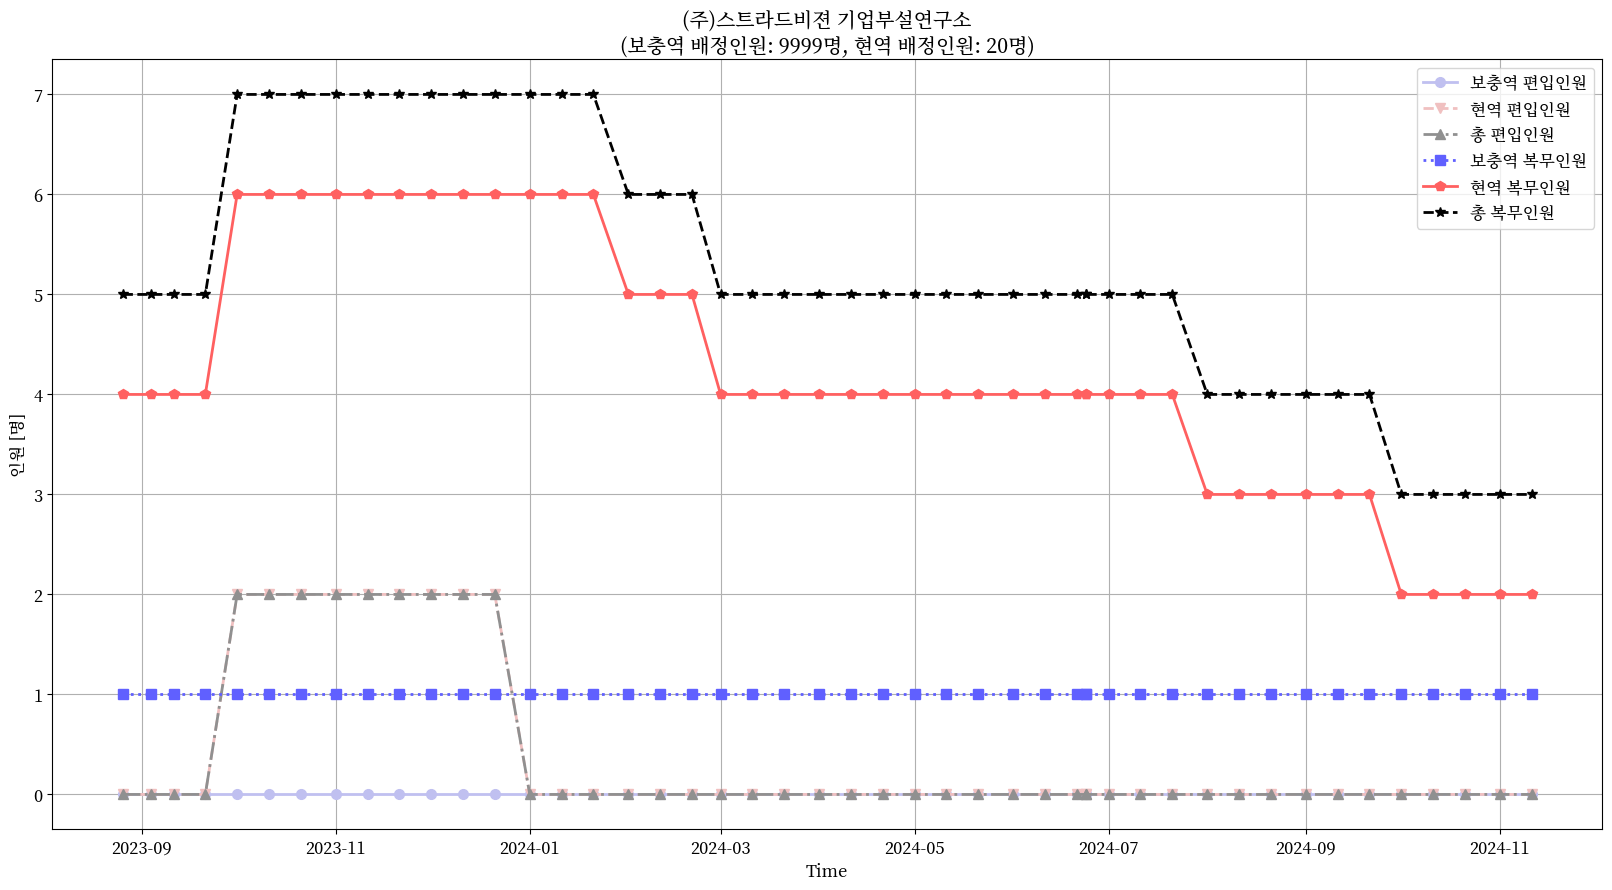 (주)스트라드비젼 기업부설연구소
(보충역 배정인원: 9999명, 현역 배정인원: 20명)
보충역 편입인원
현역 편입인원
총 편입인원
보충역 복무인원
현역 복무인원
총 복무인원
7
6
5
4
3
2
1
0
인원 [명]
2023-09
2023-11
2024-01
2024-03
2024-05
2024-07
2024-09
2024-11
Time